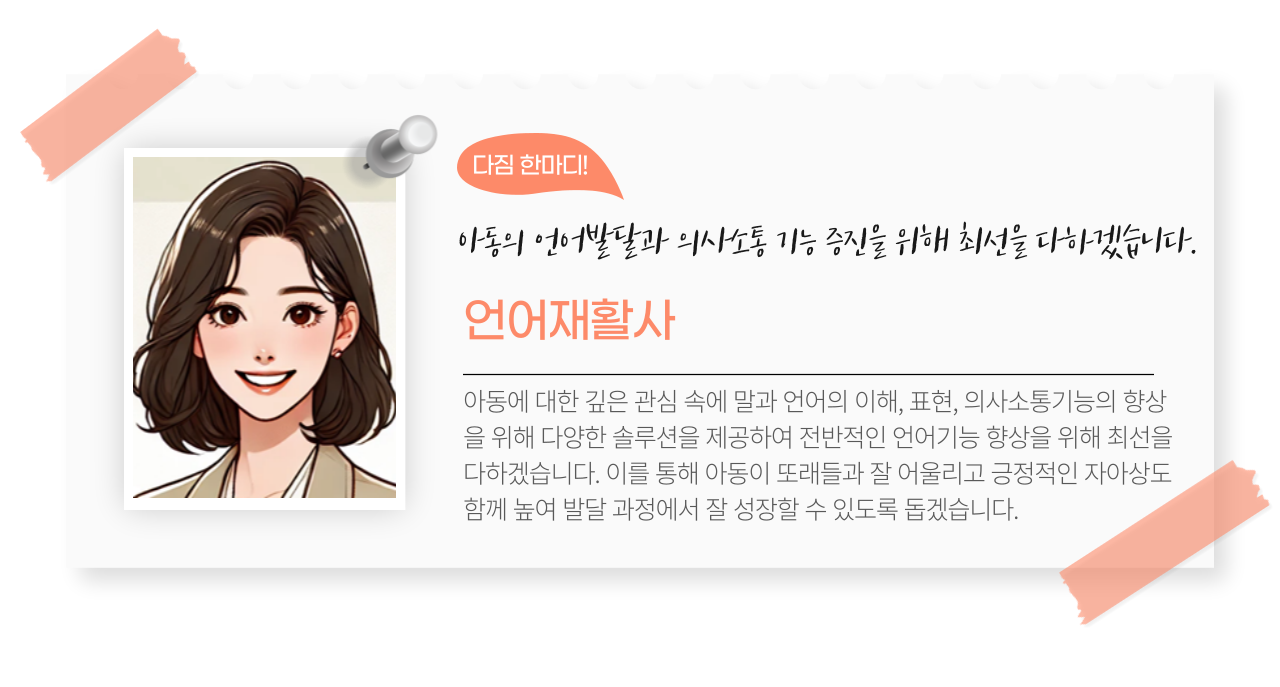 다짐 한마디!
아동의 언어발달과 의사소통 기능 증진을 위해 최선을 다하겠습니다.
언어재활사
아동에 대한 깊은 관심 속에 말과 언어의 이해, 표현, 의사소통기능의 향상
을 위해 다양한 솔루션을 제공하여 전반적인 언어기능 향상을 위해 최선을
다하겠습니다. 이를 통해 아동이 또래들과 잘 어울리고 긍정적인 자아상도
함께 높여 발달 과정에서 잘 성장할 수 있도록 돕겠습니다.